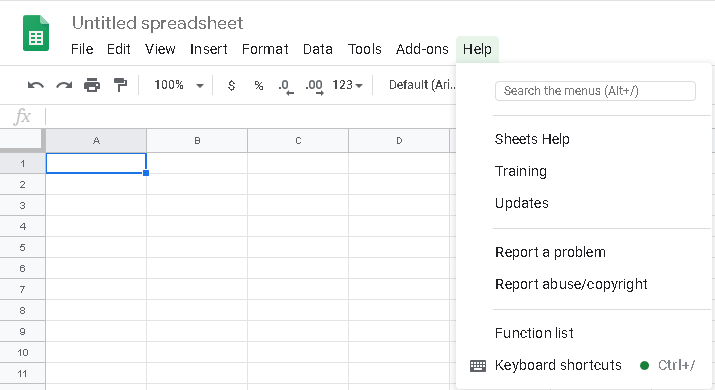 Untitled spreadsheet
File Edit View Insert Format Data Tools Add-ons Help
100% $ % .0 .00 123 Default (Ari...
Search the menus (Alt+/)
fx
Sheets Help
Training
Updates
Report a problem
Report abuse/copyright
Function list
Keyboard shortcuts Ctrl+/
A B C D
1
2
3
4
5
6
7
8
9
10
11